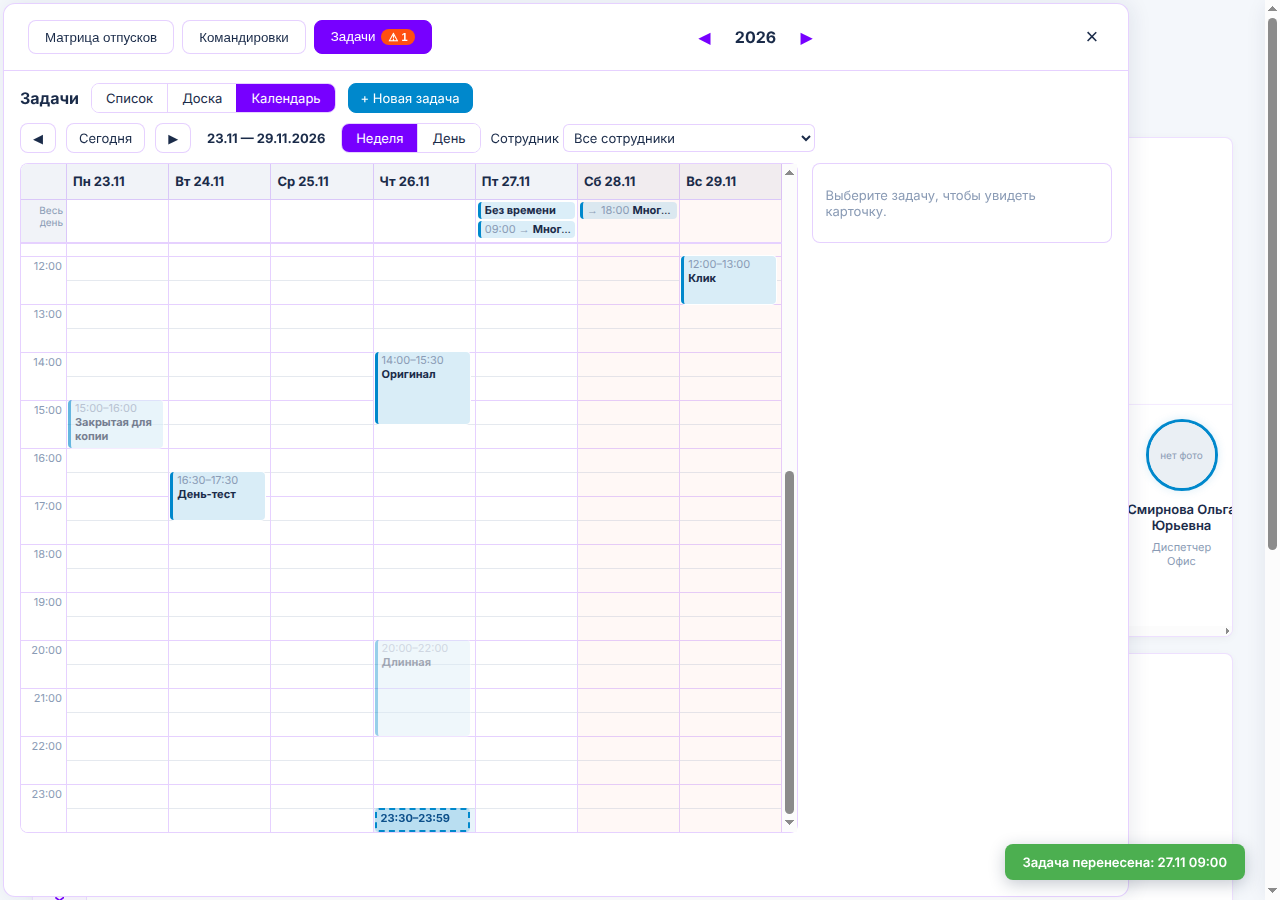 Матрица отпусков
Командировки
Задачи ⚠ 1
◀ 2026 ▶
×
Задачи
Список
Доска
Календарь
+ Новая задача
◀
Сегодня
▶
23.11 — 29.11.2026
Неделя
День
Сотрудник
Все сотрудники
Пн 23.11
Вт 24.11
Ср 25.11
Чт 26.11
Пт 27.11
Сб 28.11
Вс 29.11
Весь
день
Без времени
09:00 → Мног…
→ 18:00 Мног…
Выберите задачу, чтобы увидеть
карточку.
12:00
13:00
14:00
15:00
16:00
17:00
18:00
19:00
20:00
21:00
22:00
23:00
12:00–13:00
Клик
14:00–15:30
Оригинал
15:00–16:00
Закрытая для
копии
16:30–17:30
День-тест
20:00–22:00
Длинная
23:30–23:59
нет фото
Смирнова Ольга
Юрьевна
Диспетчер
Офис
Задача перенесена: 27.11 09:00